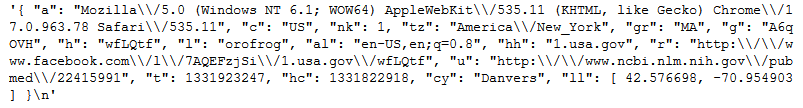 '{ "a": "Mozilla\\/5.0 (Windows NT 6.1; WOW64) AppleWebKit\\/535.11 (KHTML, like Gecko) Chrome\\/1
7.0.963.78 Safari\\/535.11", "c": "US", "nk": 1, "tz": "America\\/New_York", "gr": "MA", "g": "A6q
OVH", "h": "wfLQtf", "l": "orofrog", "al": "en-US,en;q=0.8", "hh": "1.usa.gov", "r": "http:\\/\\/w
ww.facebook.com\\/l\\/7AQEFzjSi\\/1.usa.gov\\/wfLQtf", "u": "http:\\/\\/www.ncbi.nlm.nih.gov\\/pub
med\\/22415991", "t": 1331923247, "hc": 1331822918, "cy": "Danvers", "ll": [ 42.576698, -70.954903
] }\n'